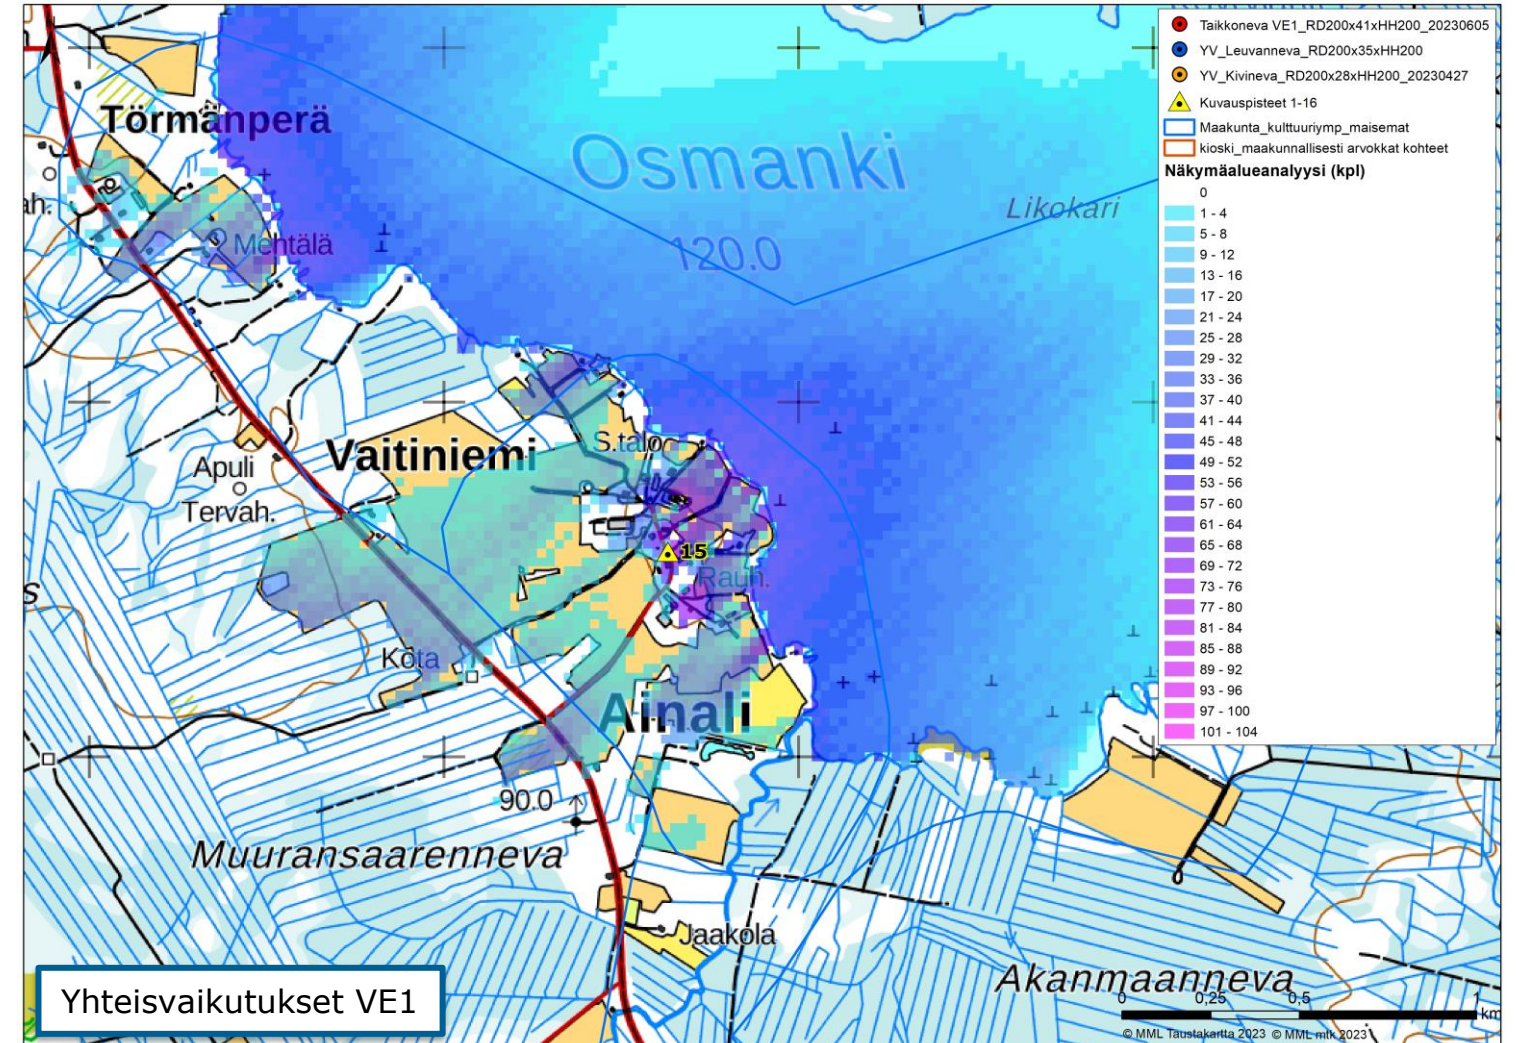 Törmänperä
ah.
Mehtälä
Osmanki
120.0
Likokari
Vaitiniemi
S.talo
Apuli
Tervah.
15
Rauh.
s
Kota
Ainali
90.0
Muuransaarenneva
Jaakola
Akanmaanneva
Taikkoneva VE1_RD200x41xHH200_20230605
YV_Leuvanneva_RD200x35xHH200
YV_Kivineva_RD200x28xHH200_20230427
Kuvauspisteet 1-16
Maakunta_kulttuuriymp_maisemat
kioski_maakunnallisesti arvokkat kohteet
Näkymäalueanalyysi (kpl)
0
1 - 4
5 - 8
9 - 12
13 - 16
17 - 20
21 - 24
25 - 28
29 - 32
33 - 36
37 - 40
41 - 44
45 - 48
49 - 52
53 - 56
57 - 60
61 - 64
65 - 68
69 - 72
73 - 76
77 - 80
81 - 84
85 - 88
89 - 92
93 - 96
97 - 100
101 - 104
Yhteisvaikutukset VE1
0 0,25 0,5 1
km
© MML Taustakartta 2023 © MML mtk 2023